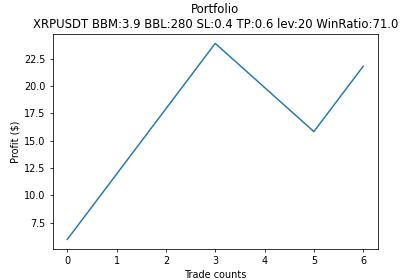 Portfolio
XRPUSDT BBM:3.9 BBL:280 SL:0.4 TP:0.6 lev:20 WinRatio:71.0
22.5
20.0
17.5
15.0
12.5
10.0
7.5
Profit ($)
0 1 2 3 4 5 6
Trade counts